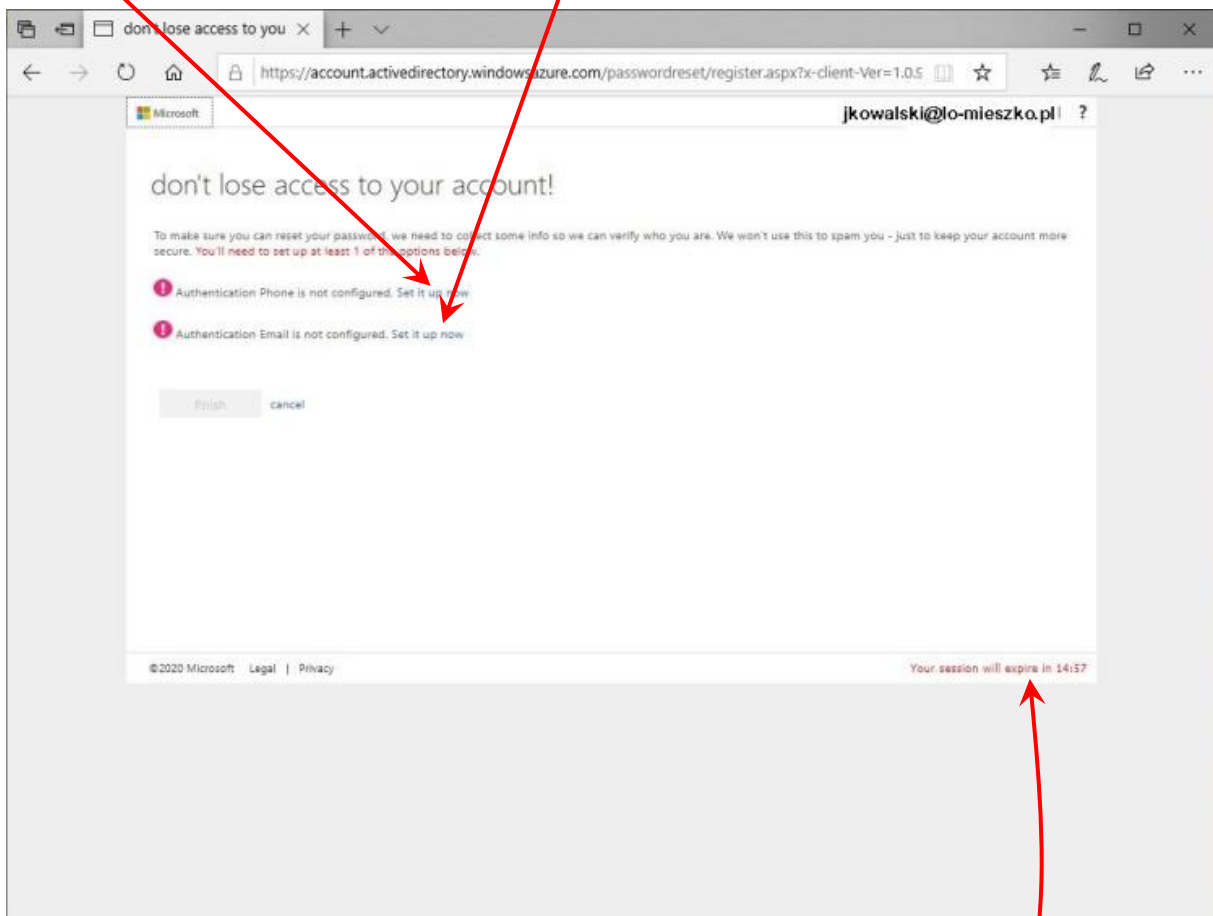 don't lose access to you
https://account.activedirectory.windowsazure.com/passwordreset/register.aspx?x-client-Ver=1.0.5
Microsoft
jkowalski@lo-mieszko.pl ?
don't lose access to your account!
To make sure you can reset your password, we need to collect some info so we can verify who you are. We won't use this to spam you - just to keep your account more
secure. You'll need to set up at least 1 of the options below.
! Authentication Phone is not configured. Set it up now
! Authentication Email is not configured. Set it up now
finish cancel
©2020 Microsoft Legal | Privacy
Your session will expire in 14:57